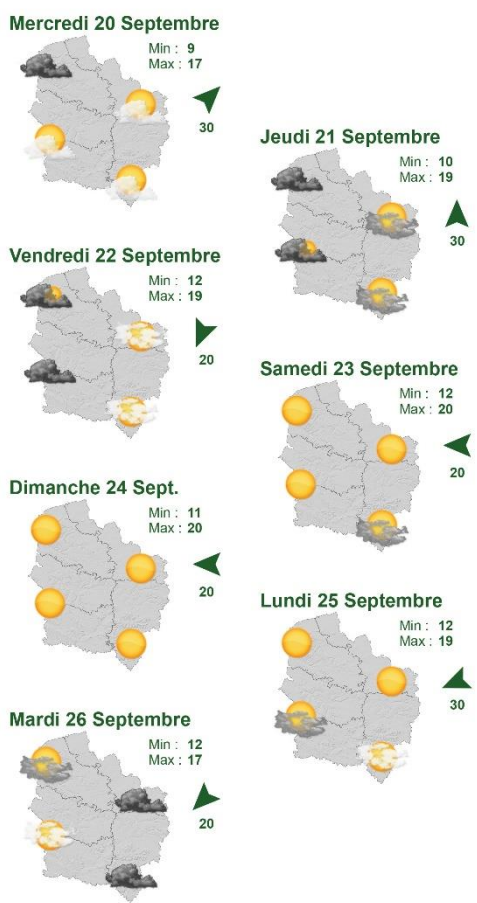 Mercredi 20 Septembre
Min : 9
Max : 17
30
Jeudi 21 Septembre
Min : 10
Max : 19
30
Vendredi 22 Septembre
Min : 12
Max : 19
20
Samedi 23 Septembre
Min : 12
Max : 20
20
Dimanche 24 Sept.
Min : 11
Max : 20
20
Lundi 25 Septembre
Min : 12
Max : 19
30
Mardi 26 Septembre
Min : 12
Max : 17
20